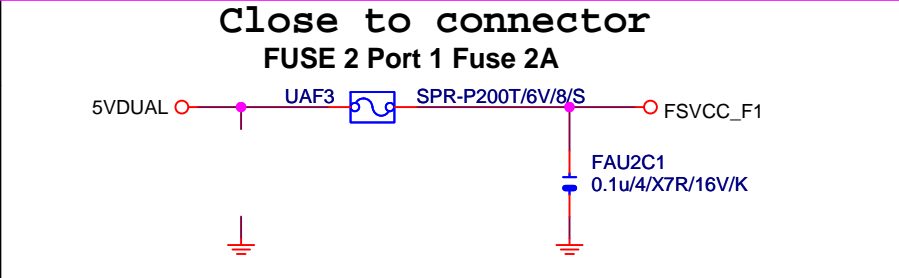 Close to connector
FUSE 2 Port 1 Fuse 2A
5VDUAL
UAF3
SPR-P200T/6V/8/S
FSVCC_F1
FAU2C1
0.1u/4/X7R/16V/K